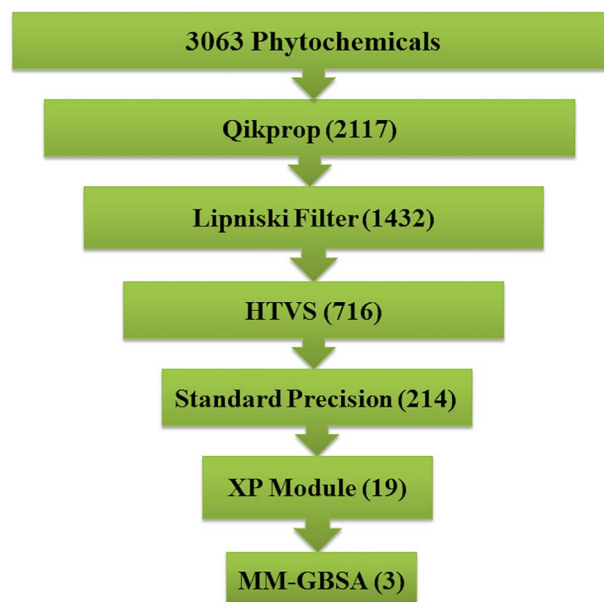 3063 Phytochemicals
Qikprop (2117)
Lipniski Filter (1432)
HTVS (716)
Standard Precision (214)
XP Module (19)
MM-GBSA (3)